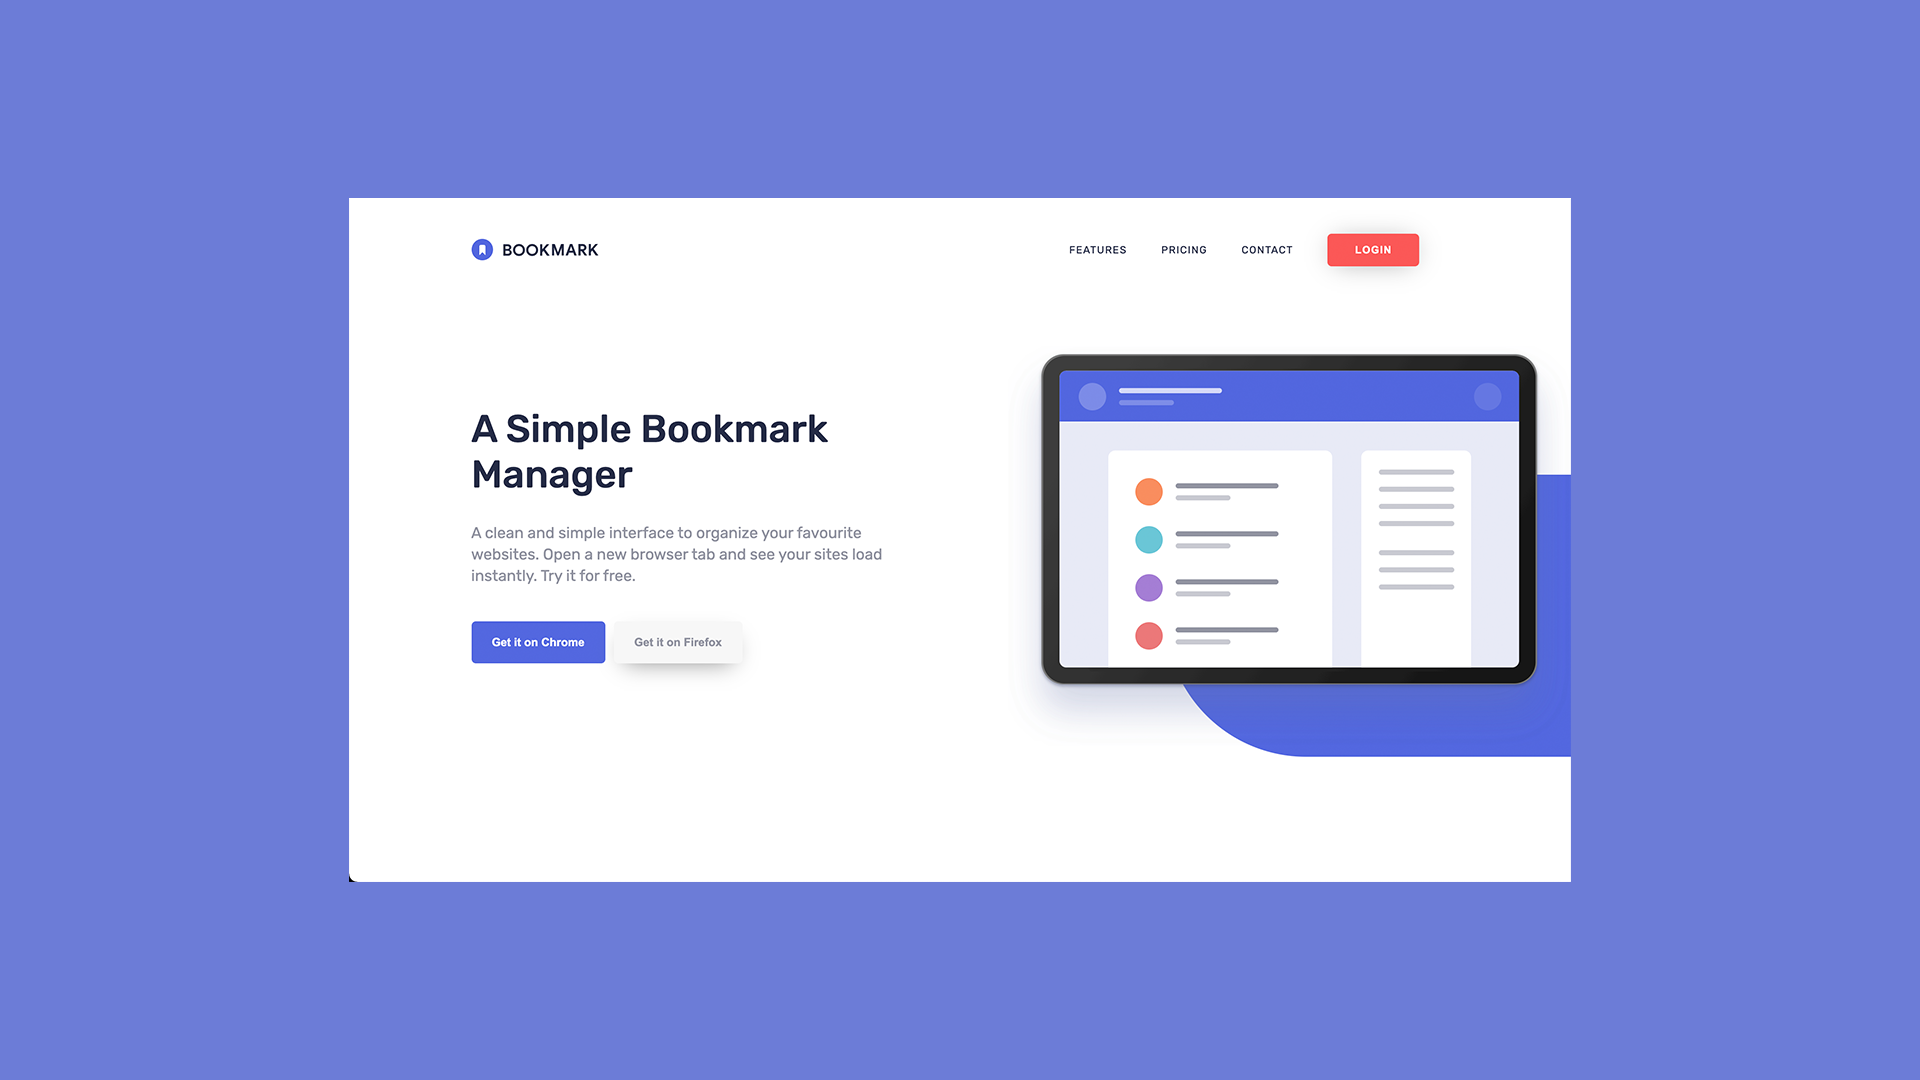 BOOKMARK
FEATURES PRICING CONTACT LOGIN
A Simple Bookmark
Manager
A clean and simple interface to organize your favourite
websites. Open a new browser tab and see your sites load
instantly. Try it for free.
Get it on Chrome Get it on Firefox